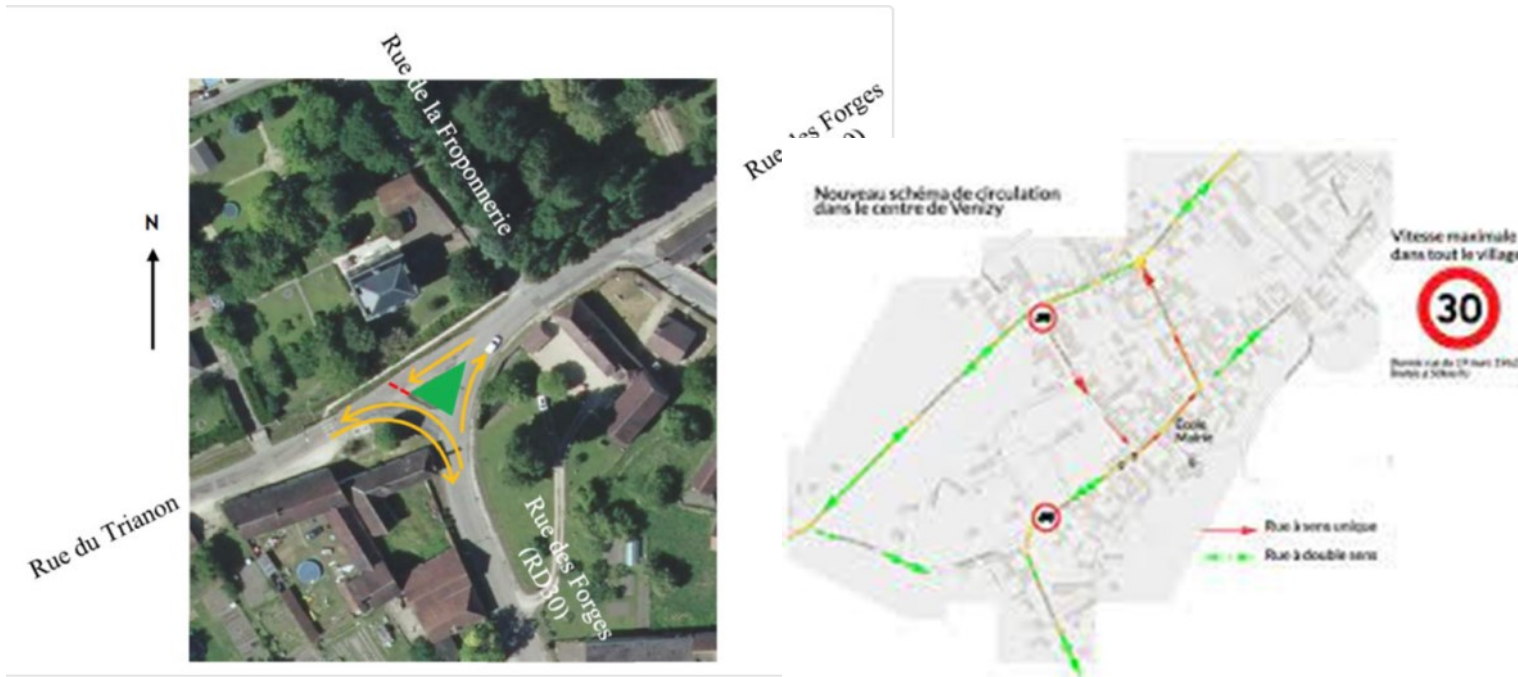 Rue de la Froponnerie
Rue des Forges
N
Rue du Trianon
Rue des Forges
(RD30)
Nouveau schéma de circulation
dans le centre de Venizy
Vitesse maximale
dans tout le village
30
École
Mairie
Rue à sens unique
Rue à double sens